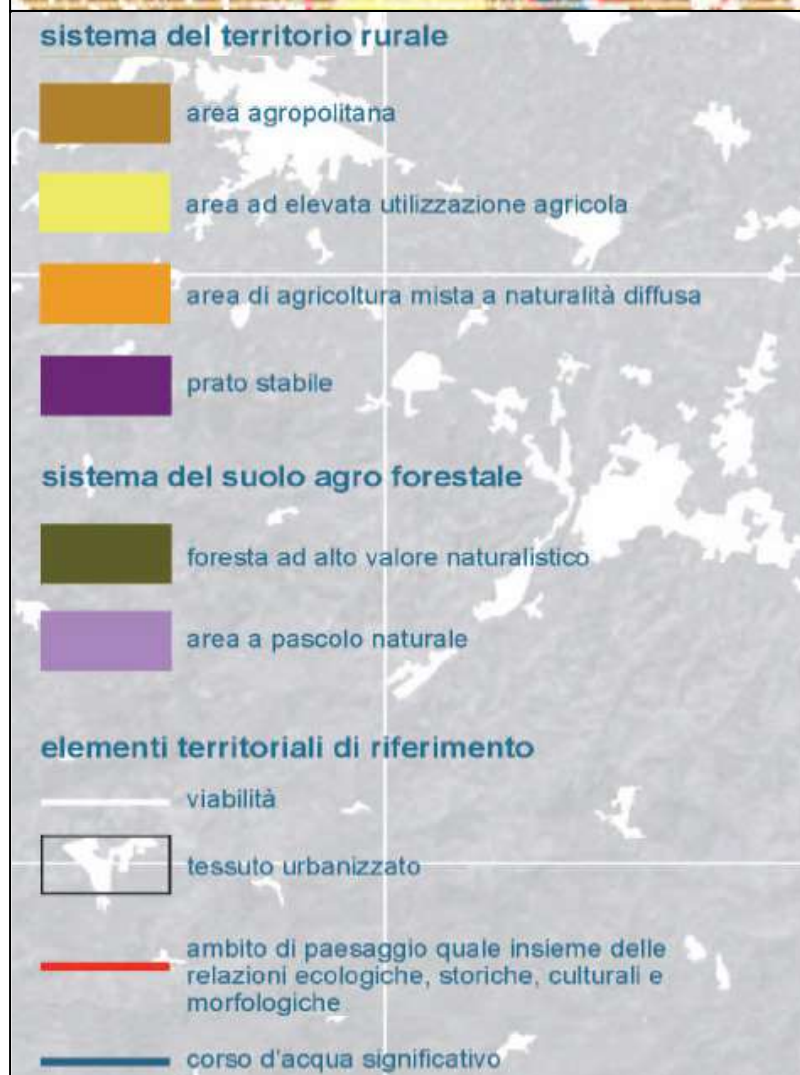 sistema del territorio rurale
area agropolitana
area ad elevata utilizzazione agricola
area di agricoltura mista a naturalità diffusa
prato stabile
sistema del suolo agro forestale
foresta ad alto valore naturalistico
area a pascolo naturale
elementi territoriali di riferimento
viabilità
tessuto urbanizzato
ambito di paesaggio quale insieme delle
relazioni ecologiche, storiche, culturali e
morfologiche
corso d'acqua significativo